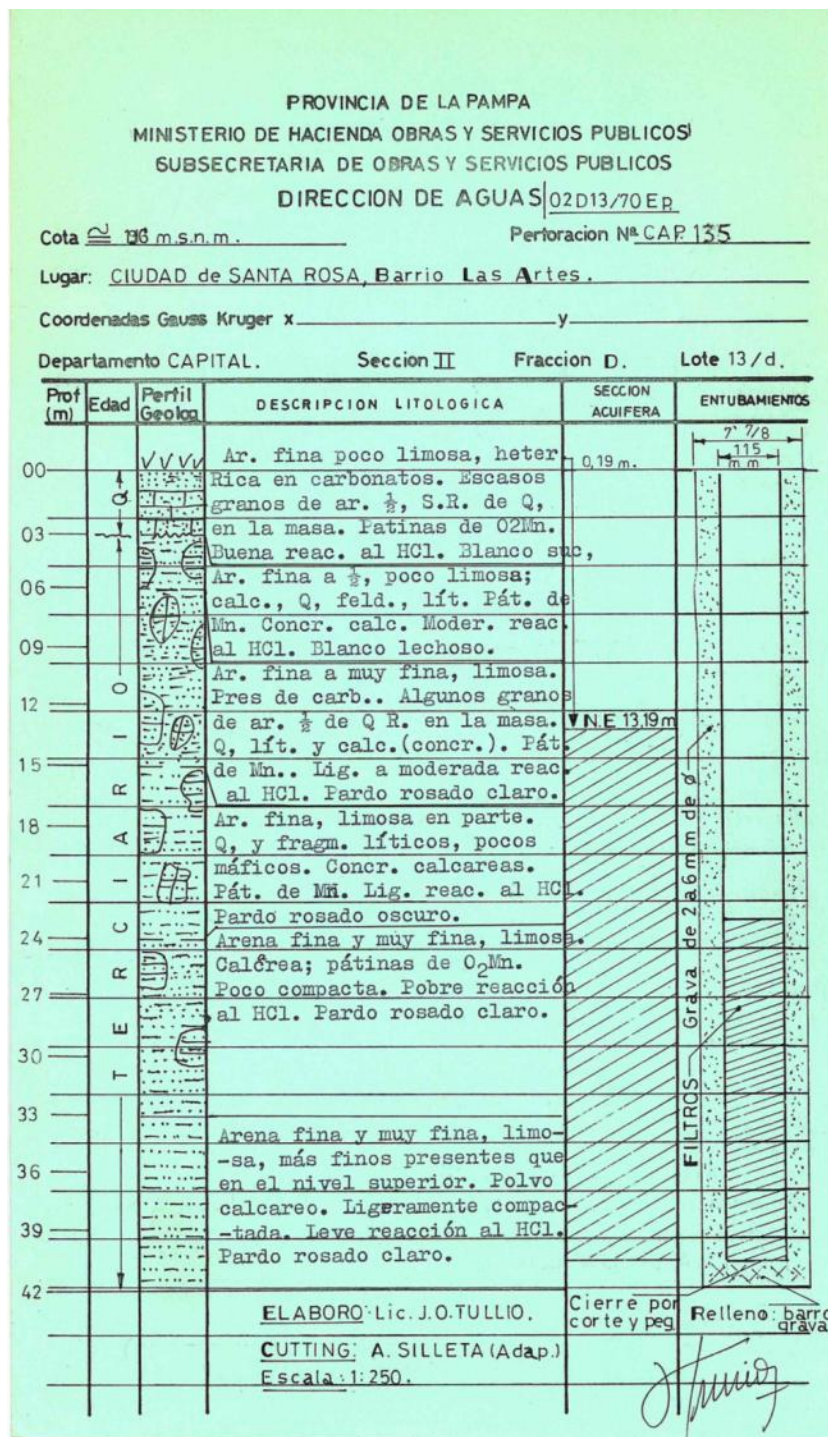 PROVINCIA DE LA PAMPA
MINISTERIO DE HACIENDA OBRAS Y SERVICIOS PUBLICOS
SUBSECRETARIA DE OBRAS Y SERVICIOS PUBLICOS
DIRECCION DE AGUAS 02D13/70 Ep
Cota ≅ m.s.n.m. Perforacion Nº CAP. 135
Lugar: CIUDAD de SANTA ROSA, Barrio Las Artes.
Coordenadas Gauss Kruger x y
Departamento CAPITAL. Seccion II Fraccion D. Lote 13/d.
Prof (m) Edad Perfil Geolog DESCRIPCION LITOLOGICA SECCION ACUIFERA ENTUBAMIENTOS
7" 7/8
115 mm
00
03
06
09
12
15
18
21
24
27
30
33
36
39
42
Q
TERCIARIO
Ar. fina poco limosa, heter
Rica en carbonatos. Escasos
granos de ar. ½, S.R. de Q,
en la masa. Patinas de O2Mn.
Buena reac. al HCl. Blanco suc,
Ar. fina a ½, poco limosa;
calc., Q, feld., lít. Pát. de
Mn. Concr. calc. Moder. reac.
al HCl. Blanco lechoso.
Ar. fina a muy fina, limosa.
Pres de carb.. Algunos granos
de ar. ½ de Q R. en la masa.
Q, lít. y calc.(concr.). Pát.
de Mn.. Lig. a moderada reac.
al HCl. Pardo rosado claro.
Ar. fina, limosa en parte.
Q, y fragm. líticos, pocos
máficos. Concr. calcareas.
Pát. de Mn. Lig. reac. al HCl.
Pardo rosado oscuro.
Arena fina y muy fina, limosa.
Calcrea; pátinas de O2Mn.
Poco compacta. Pobre reacción
al HCl. Pardo rosado claro.
Arena fina y muy fina, limo-
-sa, más finos presentes que
en el nivel superior. Polvo
calcareo. Ligeramente compac-
-tada. Leve reacción al HCl.
Pardo rosado claro.
0,19 m.
N.E 13,19 m
Grava de 2 a 6 mm de ø
FILTROS
Cierre por
corte y peg
Relleno: barro
grava
ELABORO: Lic. J.O. TULLIO.
CUTTING: A. SILLETA (Adap.)
Escala: 1:250.